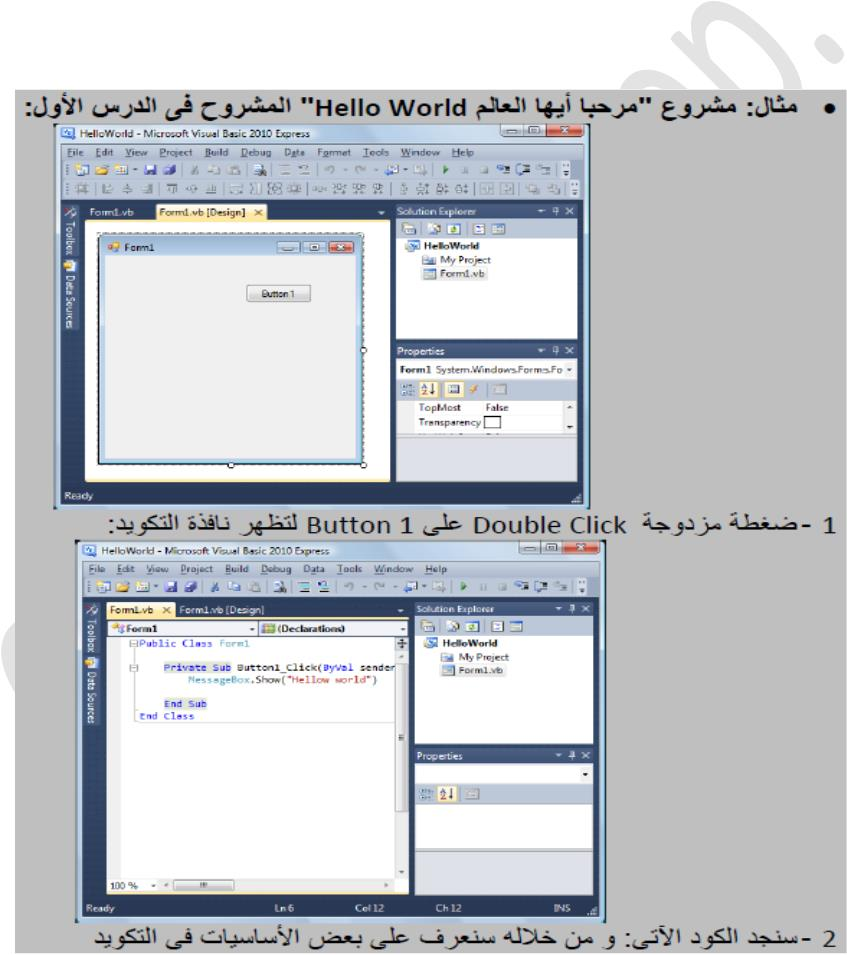 • مثال: مشروع "مرحبا أيها العالم Hello World" المشروح في الدرس الأول:
HelloWorld - Microsoft Visual Basic 2010 Express
File Edit View Project Build Debug Data Format Tools Window Help
Form1.vb Form1.vb [Design]
Solution Explorer
Toolbox
Data Sources
Form1
Button1
HelloWorld
My Project
Form1.vb
Properties
Form1 System.Windows.Forms.Fo
TopMost False
Transparency
Ready
1 -ضغطة مزدوجة Double Click على Button 1 لتظهر نافذة التكويد:
HelloWorld - Microsoft Visual Basic 2010 Express
File Edit View Project Build Debug Data Tools Window Help
Form1.vb Form1.vb [Design]
Solution Explorer
Toolbox
Data Sources
Form1 (Declarations)
Public Class Form1
Private Sub Button1_Click(ByVal sender
MessageBox.Show("Hellow world")
End Sub
End Class
HelloWorld
My Project
Form1.vb
Properties
100 %
Ready Ln 6 Col 12 Ch 12 INS
2 -سنجد الكود الآتي: و من خلاله سنعرف على بعض الأساسيات في التكويد